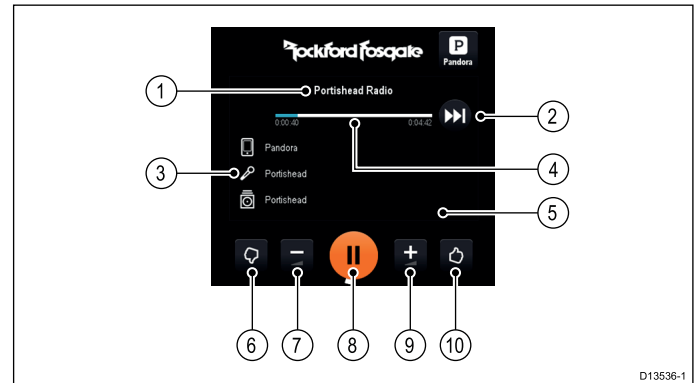 Rockford Fosgate
P
Pandora
1
Portishead Radio
2
0:00:40
0:04:42
4
Pandora
3
Portishead
Portishead
5
6
7
8
9
10
D13536-1